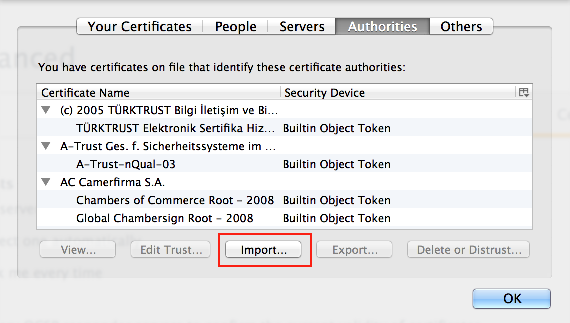 Your Certificates People Servers Authorities Others
You have certificates on file that identify these certificate authorities:
Certificate Name Security Device
(c) 2005 TÜRKTRUST Bilgi İletişim ve Bi...
TÜRKTRUST Elektronik Sertifika Hiz... Builtin Object Token
A-Trust Ges. f. Sicherheitssysteme im ...
A-Trust-nQual-03 Builtin Object Token
AC Camerfirma S.A.
Chambers of Commerce Root - 2008 Builtin Object Token
Global Chambersign Root - 2008 Builtin Object Token
View... Edit Trust... Import... Export... Delete or Distrust...
me every time
OK